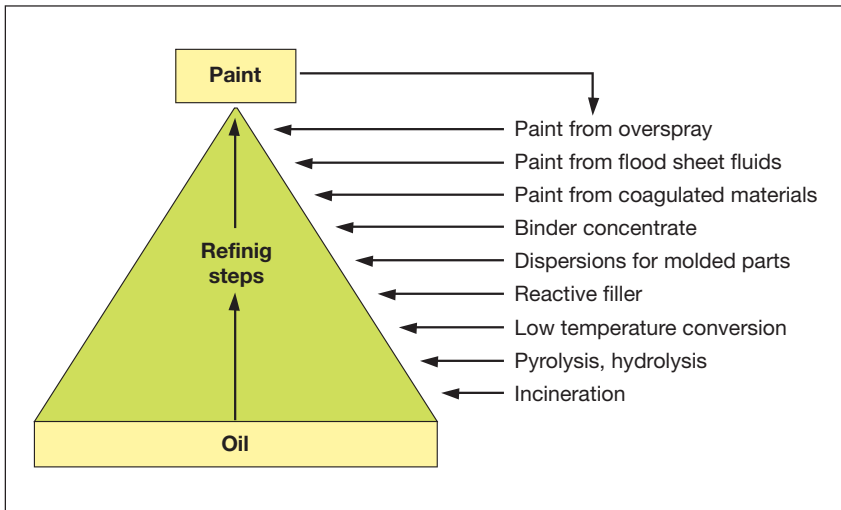 Paint
Paint from overspray
Paint from flood sheet fluids
Paint from coagulated materials
Binder concentrate
Refinig
steps
Dispersions for molded parts
Reactive filler
Low temperature conversion
Pyrolysis, hydrolysis
Incineration
Oil